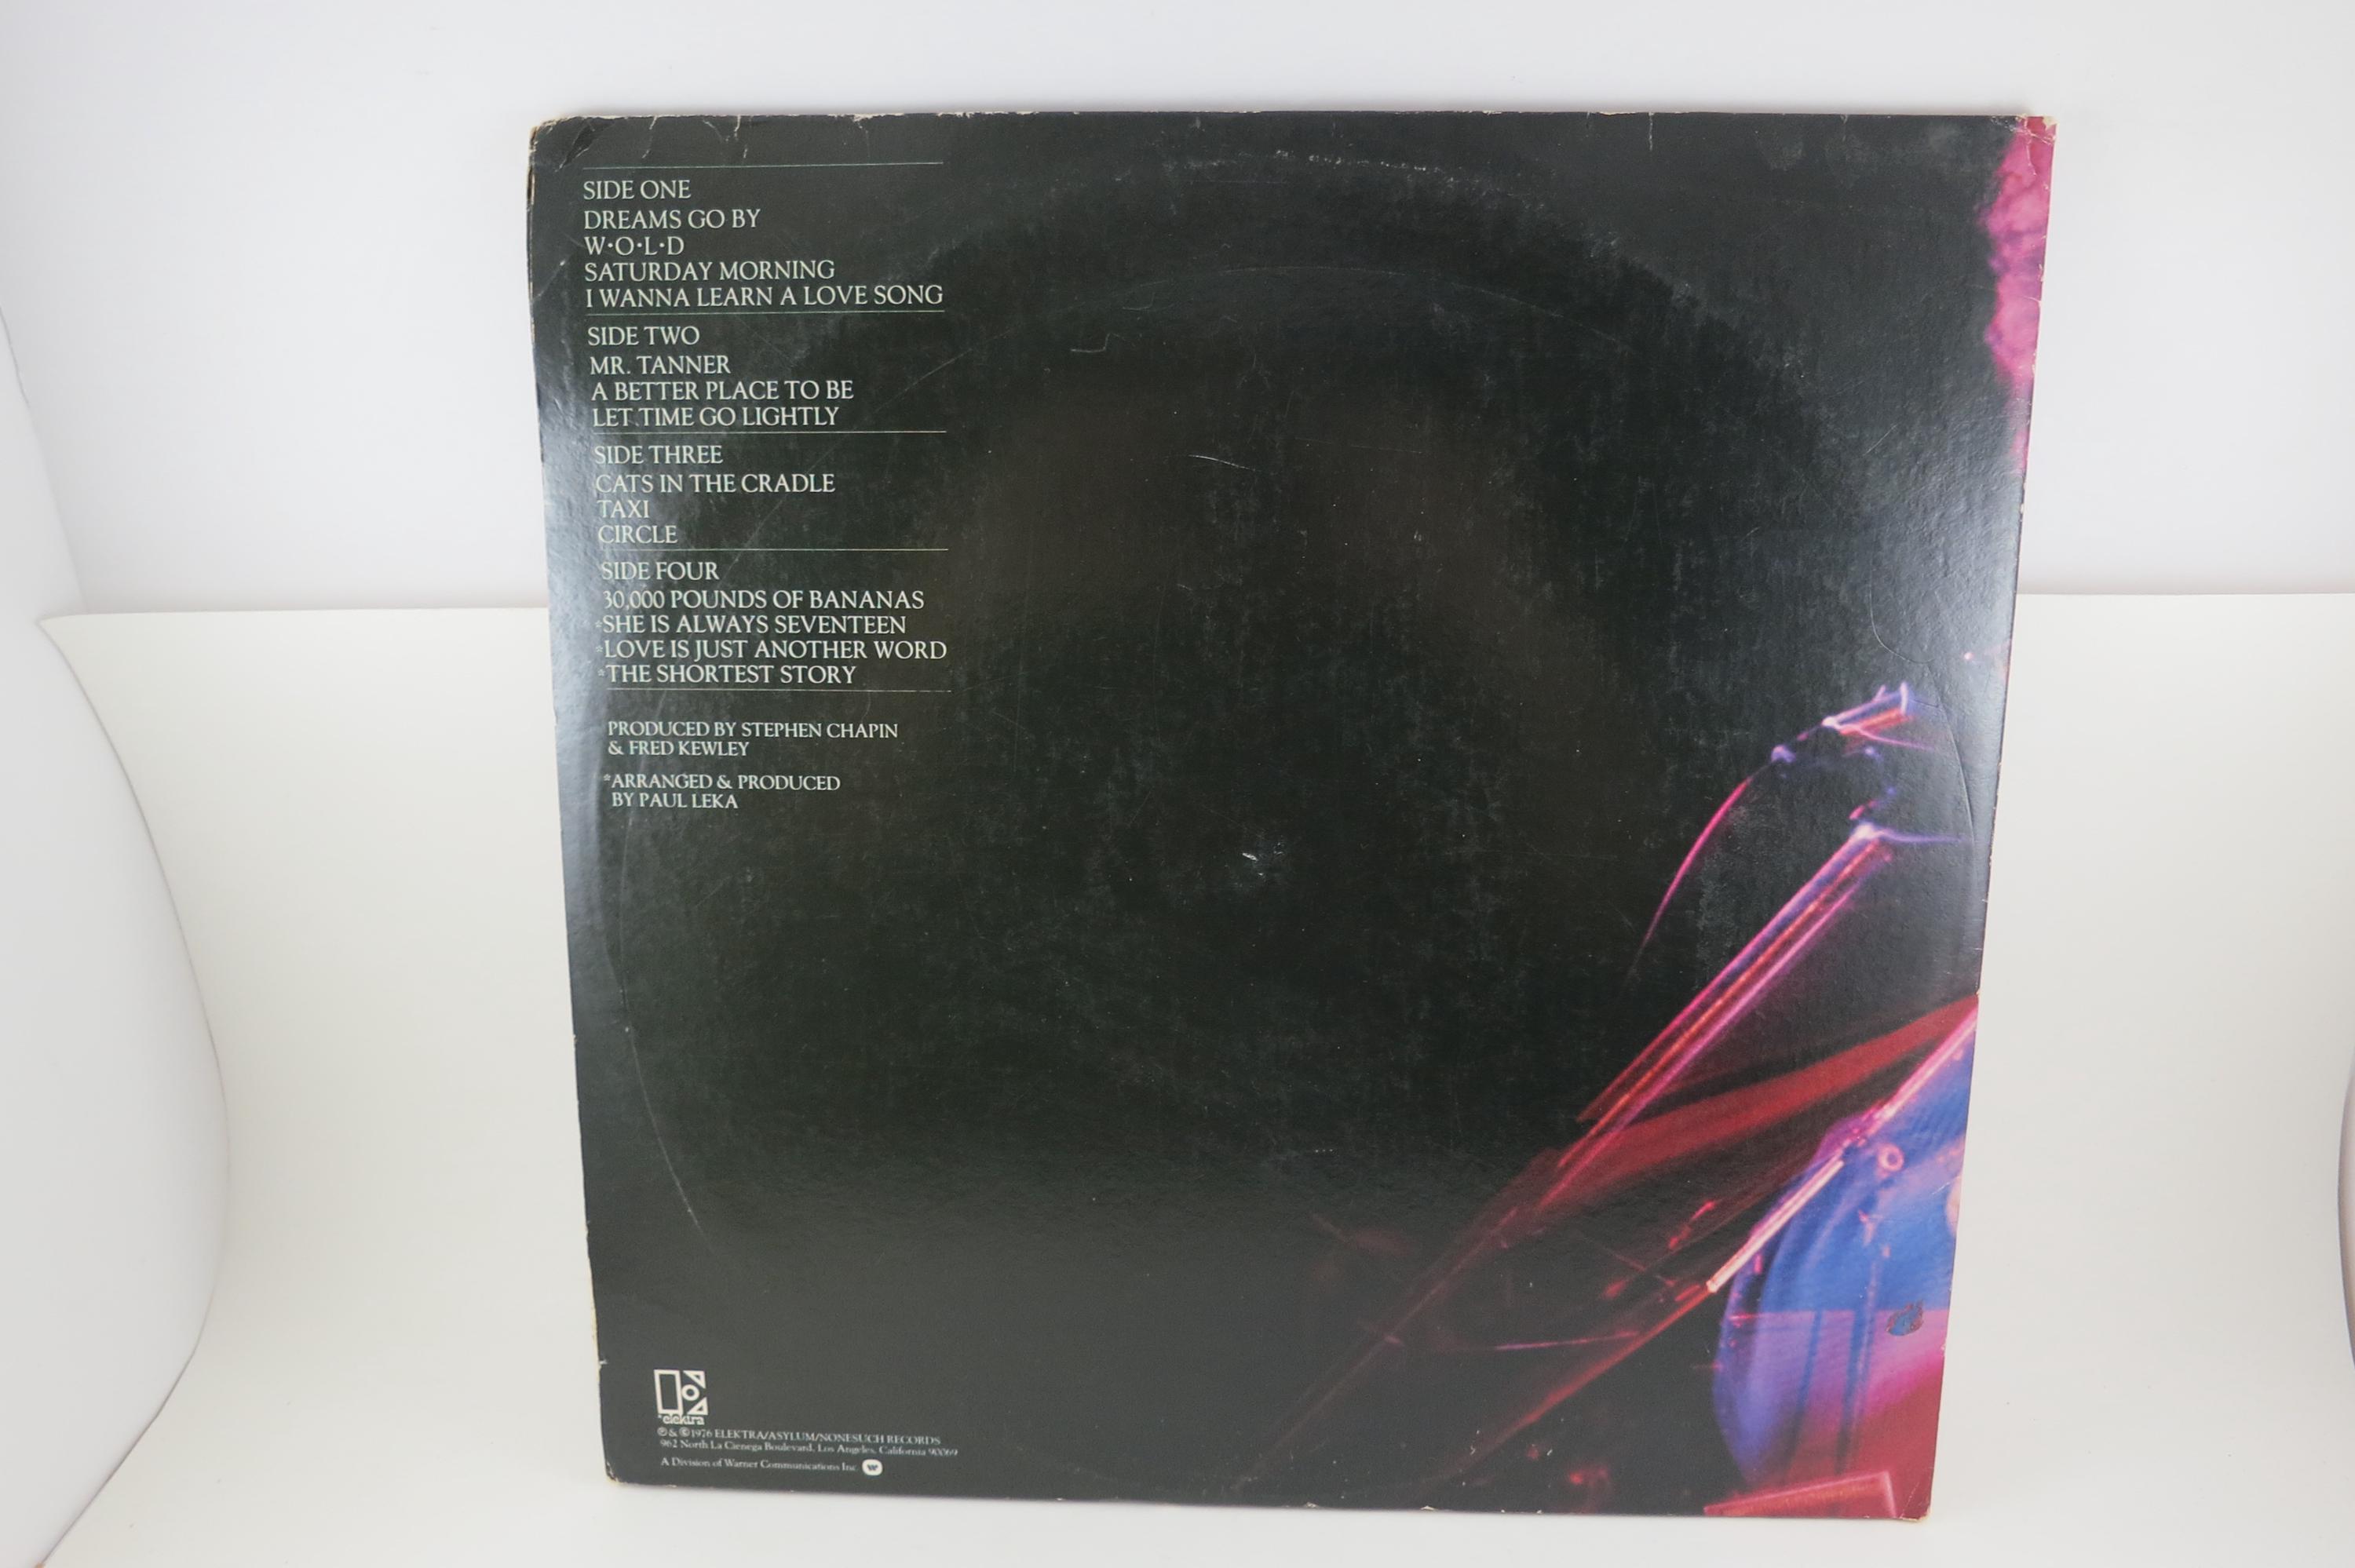 SIDE ONE
DREAMS GO BY
W•O•L•D
SATURDAY MORNING
I WANNA LEARN A LOVE SONG
SIDE TWO
MR. TANNER
A BETTER PLACE TO BE
LET TIME GO LIGHTLY
SIDE THREE
CATS IN THE CRADLE
TAXI
CIRCLE
SIDE FOUR
30,000 POUNDS OF BANANAS
*SHE IS ALWAYS SEVENTEEN
*LOVE IS JUST ANOTHER WORD
*THE SHORTEST STORY
PRODUCED BY STEPHEN CHAPIN
& FRED KEWLEY
*ARRANGED & PRODUCED
BY PAUL LEKA
elektra
℗ & © 1976 ELEKTRA/ASYLUM/NONESUCH RECORDS
962 North La Cienega Boulevard, Los Angeles, California 90069
A Division of Warner Communications Inc. W